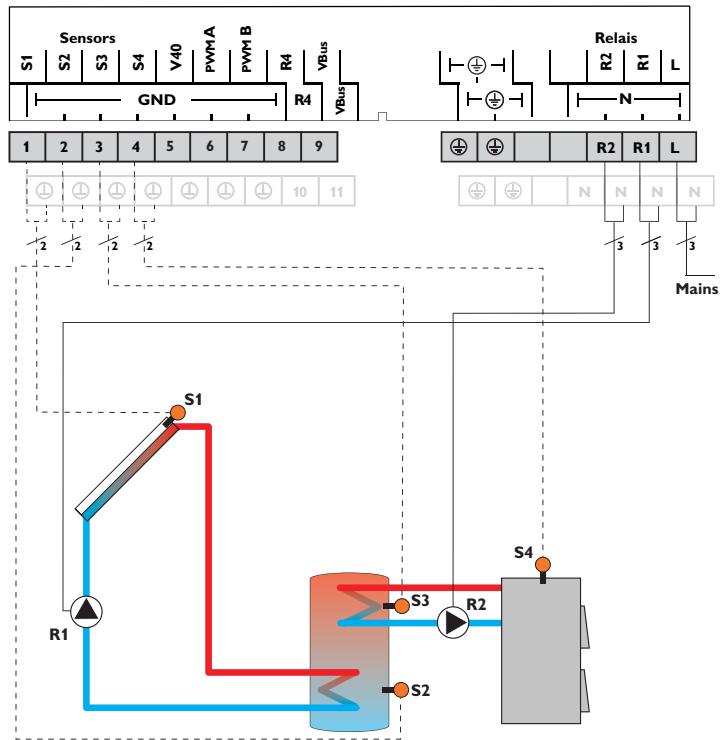 Sensors
Relais
S1 S2 S3 S4 V40 PWM A PWM B R4 VBus
R2 R1 L
GND R4 VBus
N
1 2 3 4 5 6 7 8 9
R2 R1 L
10 11
N N N N
2 2 2 2
3 3 3
Mains
S1
S4
S3
R2
R1
S2